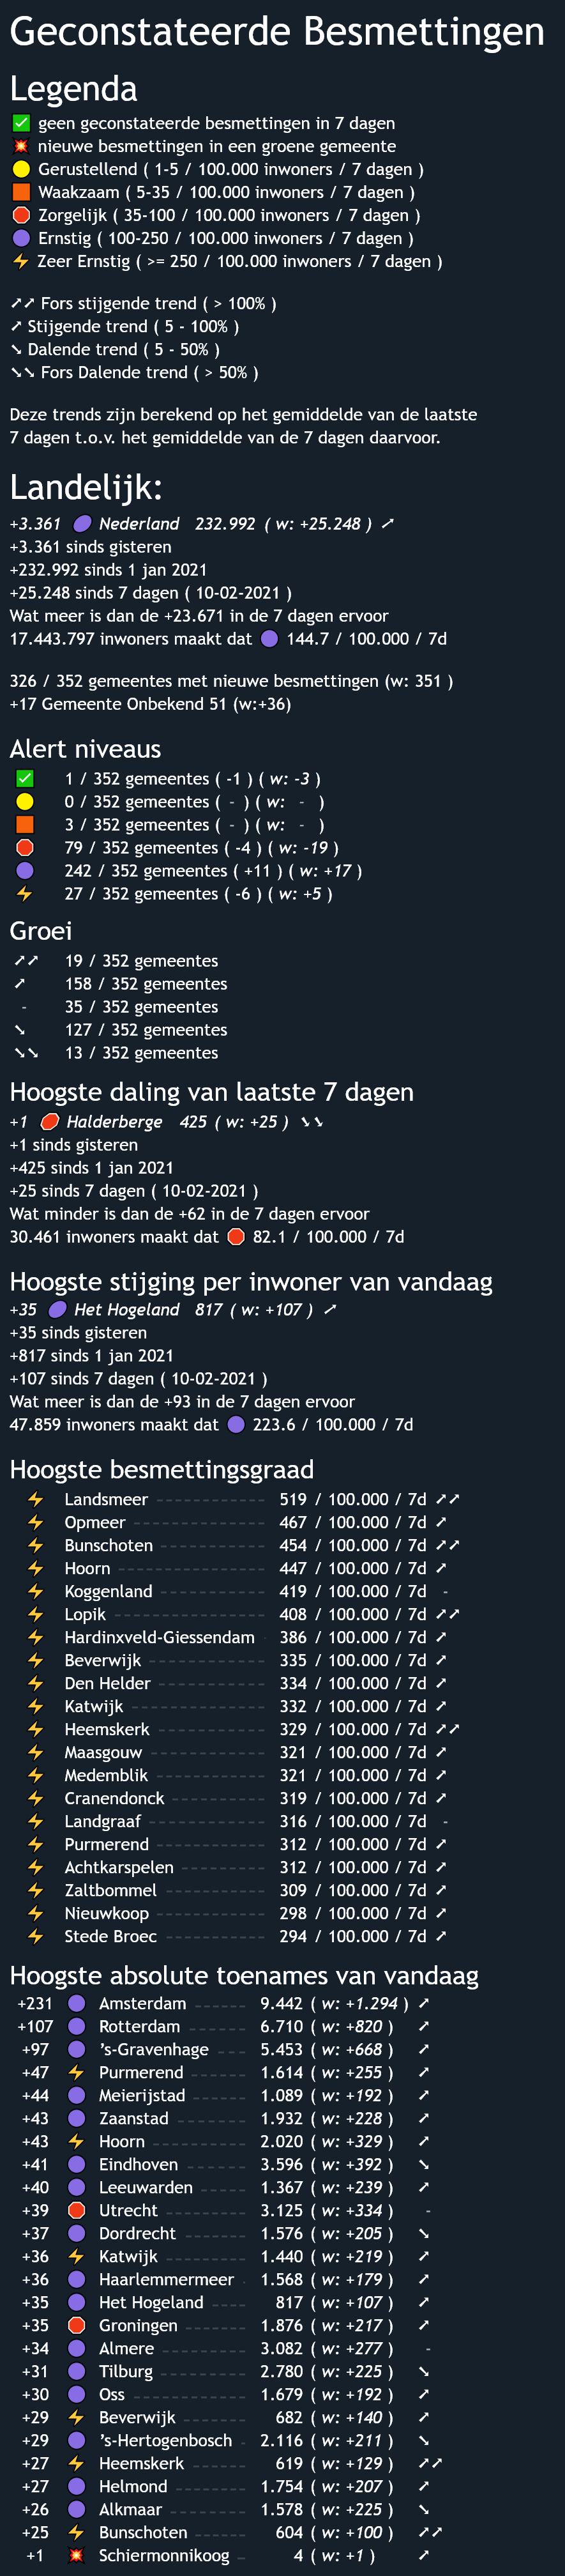 Geconstateerde Besmettingen
Legenda
✅ geen geconstateerde besmettingen in 7 dagen
💥 nieuwe besmettingen in een groene gemeente
🟡 Gerustellend ( 1-5 / 100.000 inwoners / 7 dagen )
🟧 Waakzaam ( 5-35 / 100.000 inwoners / 7 dagen )
🛑 Zorgelijk ( 35-100 / 100.000 inwoners / 7 dagen )
🟣 Ernstig ( 100-250 / 100.000 inwoners / 7 dagen )
⚡ Zeer Ernstig ( >= 250 / 100.000 inwoners / 7 dagen )
➚➚ Fors stijgende trend ( > 100% )
➚ Stijgende trend ( 5 - 100% )
➘ Dalende trend ( 5 - 50% )
➘➘ Fors Dalende trend ( > 50% )
Deze trends zijn berekend op het gemiddelde van de laatste
7 dagen t.o.v. het gemiddelde van de 7 dagen daarvoor.
Landelijk:
+3.361 🟣 Nederland 232.992 ( w: +25.248 ) ➚
+3.361 sinds gisteren
+232.992 sinds 1 jan 2021
+25.248 sinds 7 dagen ( 10-02-2021 )
Wat meer is dan de +23.671 in de 7 dagen ervoor
17.443.797 inwoners maakt dat 🟣 144.7 / 100.000 / 7d
326 / 352 gemeentes met nieuwe besmettingen (w: 351 )
+17 Gemeente Onbekend 51 (w:+36)
Alert niveaus
✅ 1 / 352 gemeentes ( -1 ) ( w: -3 )
🟡 0 / 352 gemeentes ( - ) ( w: - )
🟧 3 / 352 gemeentes ( - ) ( w: - )
🛑 79 / 352 gemeentes ( -4 ) ( w: -19 )
🟣 242 / 352 gemeentes ( +11 ) ( w: +17 )
⚡ 27 / 352 gemeentes ( -6 ) ( w: +5 )
Groei
➚➚ 19 / 352 gemeentes
➚ 158 / 352 gemeentes
- 35 / 352 gemeentes
➘ 127 / 352 gemeentes
➘➘ 13 / 352 gemeentes
Hoogste daling van laatste 7 dagen
+1 🛑 Halderberge 425 ( w: +25 ) ➘➘
+1 sinds gisteren
+425 sinds 1 jan 2021
+25 sinds 7 dagen ( 10-02-2021 )
Wat minder is dan de +62 in de 7 dagen ervoor
30.461 inwoners maakt dat 🛑 82.1 / 100.000 / 7d
Hoogste stijging per inwoner van vandaag
+35 🟣 Het Hogeland 817 ( w: +107 ) ➚
+35 sinds gisteren
+817 sinds 1 jan 2021
+107 sinds 7 dagen ( 10-02-2021 )
Wat meer is dan de +93 in de 7 dagen ervoor
47.859 inwoners maakt dat 🟣 223.6 / 100.000 / 7d
Hoogste besmettingsgraad
⚡ Landsmeer 519 / 100.000 / 7d ➚➚
⚡ Opmeer 467 / 100.000 / 7d ➚
⚡ Bunschoten 454 / 100.000 / 7d ➚➚
⚡ Hoorn 447 / 100.000 / 7d ➚
⚡ Koggenland 419 / 100.000 / 7d -
⚡ Lopik 408 / 100.000 / 7d ➚➚
⚡ Hardinxveld-Giessendam 386 / 100.000 / 7d ➚
⚡ Beverwijk 335 / 100.000 / 7d ➚
⚡ Den Helder 334 / 100.000 / 7d ➚
⚡ Katwijk 332 / 100.000 / 7d ➚
⚡ Heemskerk 329 / 100.000 / 7d ➚➚
⚡ Maasgouw 321 / 100.000 / 7d ➚
⚡ Medemblik 321 / 100.000 / 7d ➚
⚡ Cranendonck 319 / 100.000 / 7d ➚
⚡ Landgraaf 316 / 100.000 / 7d -
⚡ Purmerend 312 / 100.000 / 7d ➚
⚡ Achtkarspelen 312 / 100.000 / 7d ➚
⚡ Zaltbommel 309 / 100.000 / 7d ➚
⚡ Nieuwkoop 298 / 100.000 / 7d ➚
⚡ Stede Broec 294 / 100.000 / 7d ➚
Hoogste absolute toenames van vandaag
+231 🟣 Amsterdam 9.442 ( w: +1.294 ) ➚
+107 🟣 Rotterdam 6.710 ( w: +820 ) ➚
+97 🟣 's-Gravenhage 5.453 ( w: +668 ) ➚
+47 ⚡ Purmerend 1.614 ( w: +255 ) ➚
+44 🟣 Meierijstad 1.089 ( w: +192 ) ➚
+43 🟣 Zaanstad 1.932 ( w: +228 ) ➚
+43 ⚡ Hoorn 2.020 ( w: +329 ) ➚
+41 🟣 Eindhoven 3.596 ( w: +392 ) ➘
+40 🟣 Leeuwarden 1.367 ( w: +239 ) ➚
+39 🛑 Utrecht 3.125 ( w: +334 ) -
+37 🟣 Dordrecht 1.576 ( w: +205 ) ➘
+36 ⚡ Katwijk 1.440 ( w: +219 ) ➚
+36 🟣 Haarlemmermeer 1.568 ( w: +179 ) ➚
+35 🟣 Het Hogeland 817 ( w: +107 ) ➚
+35 🛑 Groningen 1.876 ( w: +217 ) ➚
+34 🟣 Almere 3.082 ( w: +277 ) -
+31 🟣 Tilburg 2.780 ( w: +225 ) ➘
+30 🟣 Oss 1.679 ( w: +192 ) ➚
+29 ⚡ Beverwijk 682 ( w: +140 ) ➚
+29 🟣 's-Hertogenbosch 2.116 ( w: +211 ) ➘
+27 ⚡ Heemskerk 619 ( w: +129 ) ➚➚
+27 🟣 Helmond 1.754 ( w: +207 ) ➚
+26 🟣 Alkmaar 1.578 ( w: +225 ) ➘
+25 ⚡ Bunschoten 604 ( w: +100 ) ➚➚
+1 💥 Schiermonnikoog 4 ( w: +1 ) ➚